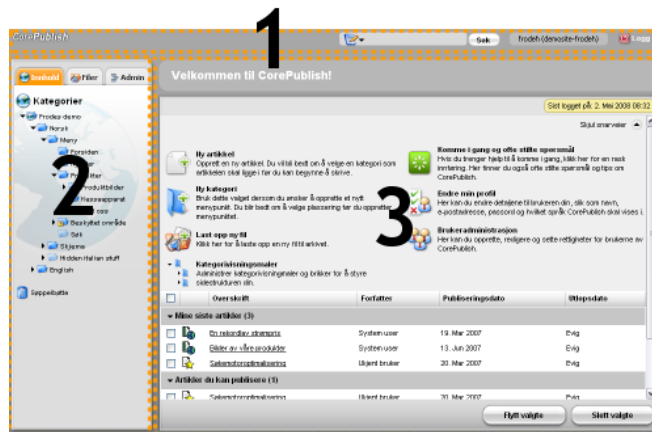 1
CorePublish
Søk
frodeh (demosite-frodeh)
Logg
Innhold
Filer
Admin
Velkommen til CorePublish!
Sist logget på: 2. Mai 2008 08:32
Kategorier
Skjul snarveier
Frodes demo
Norsk
Meny
Forsiden
2
Produktbilder
Beskyttet område
Søk
Skjema
Hidden Halian stuff
English
Søppelbøtte
Ny artikkel
Opprett en ny artikkel. Du vil bli bedt om å velge en kategori som
artikkelen skal ligge i før du kan begynne å skrive.
Ny kategori
Bruk dette valget dersom du ønsker å opprette et nytt
menypunkt. Du blir bedt om å velge plassering før du oppretter
menypunktet.
Last opp ny fil
Klikk her for å laste opp en ny fil til arkivet.
Kategorivisningsmaler
Administrer kategorivisningmaler og brikker for å styre
sidestrukturen din.
3
Komme i gang og ofte stilte spørsmål
Hvis du trenger hjelp til å komme i gang, klikk her for en rask
innføring. Her finner du også ofte stilte spørsmål og tips om
CorePublish.
Endre min profil
Her kan du endre detaljene til brukeren din, slik som navn,
e-postadresse, passord og hvilket språk CorePublish skal vises i.
Brukeradministrasjon
Her kan du opprette, redigere og sette rettigheter for brukerne av
CorePublish.
Overskrift Forfatter Publiseringsdato Utløpsdato
Mine siste artikler (3)
En rekordlav strømpris System user 19. Mar 2007 Evig
Bilder av våre produkter System user 13. Jun 2007 Evig
Søkemotoroptimalisering Ukjent bruker 20. Mar 2007 Evig
Artikler du kan publisere (1)
Søkemotoroptimalisering Ukjent bruker 20. Mar 2007 Evig
Flytt valgte
Slett valgte